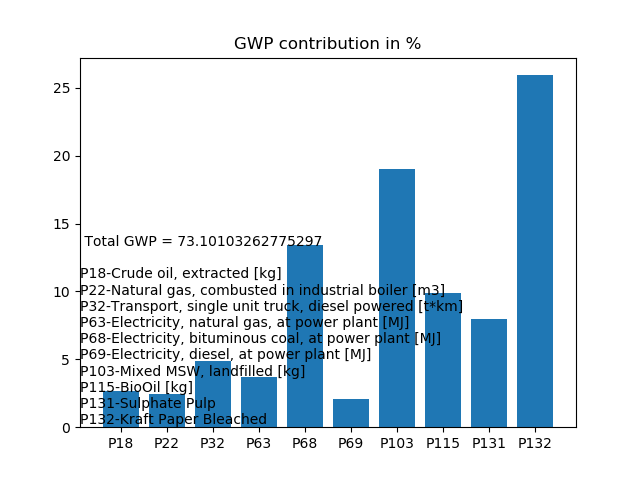 GWP contribution in %
25
20
15
10
5
0
Total GWP = 73.10103262775297
P18-Crude oil, extracted [kg]
P22-Natural gas, combusted in industrial boiler [m3]
P32-Transport, single unit truck, diesel powered [t*km]
P63-Electricity, natural gas, at power plant [MJ]
P68-Electricity, bituminous coal, at power plant [MJ]
P69-Electricity, diesel, at power plant [MJ]
P103-Mixed MSW, landfilled [kg]
P115-BioOil [kg]
P131-Sulphate Pulp
P132-Kraft Paper Bleached
P18 P22 P32 P63 P68 P69 P103 P115 P131 P132